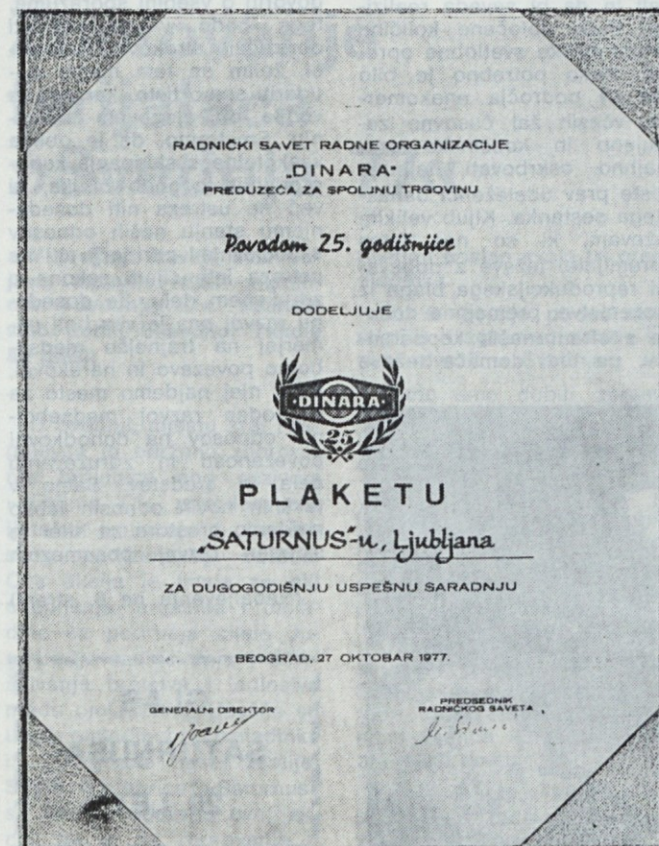 RADNIČKI SAVET RADNE ORGANIZACIJE
„DINARA"
PREDUZEĆA ZA SPOLJNU TRGOVINU
Povodom 25. godišnjice
DODELJUJE
·DINARA·
25
PLAKETU
„SATURNUS"-u, Ljubljana
ZA DUGOGODIŠNJU USPEŠNU SARADNJU
BEOGRAD, 27 OKTOBAR 1977.
GENERALNI DIREKTOR
PREDSEDNIK
RADNIČKOG SAVETA